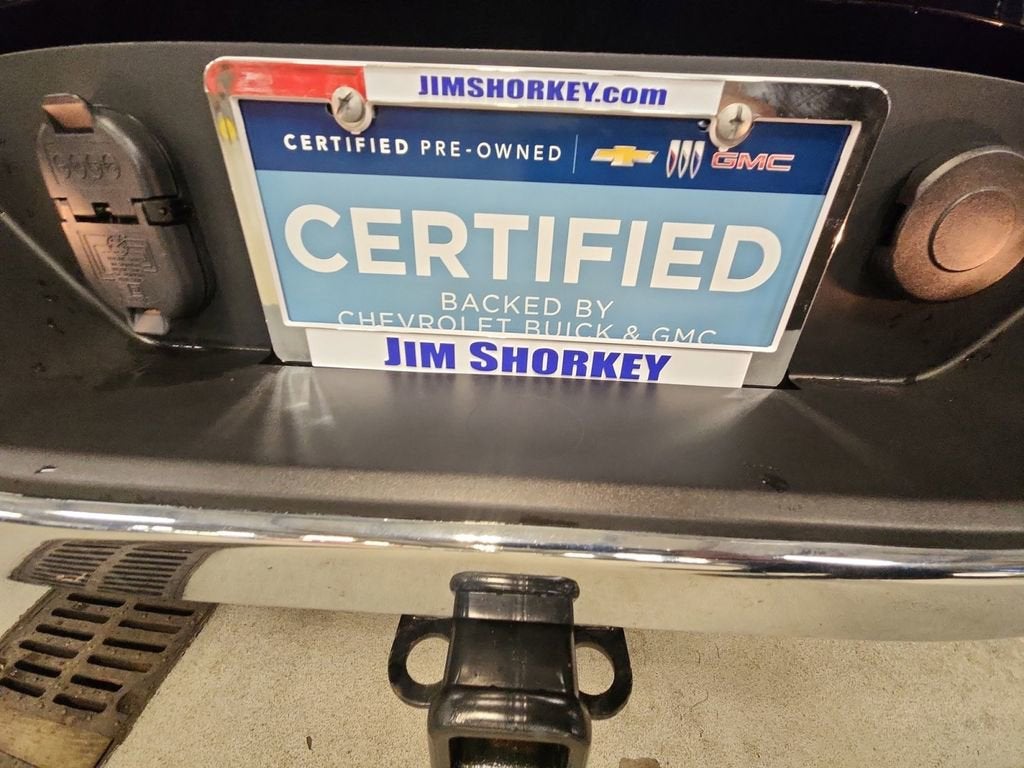 JIMSHORKEY.com
CERTIFIED PRE-OWNED
GMC
CERTIFIED
BACKED BY
CHEVROLET BUICK & GMC
JIM SHORKEY